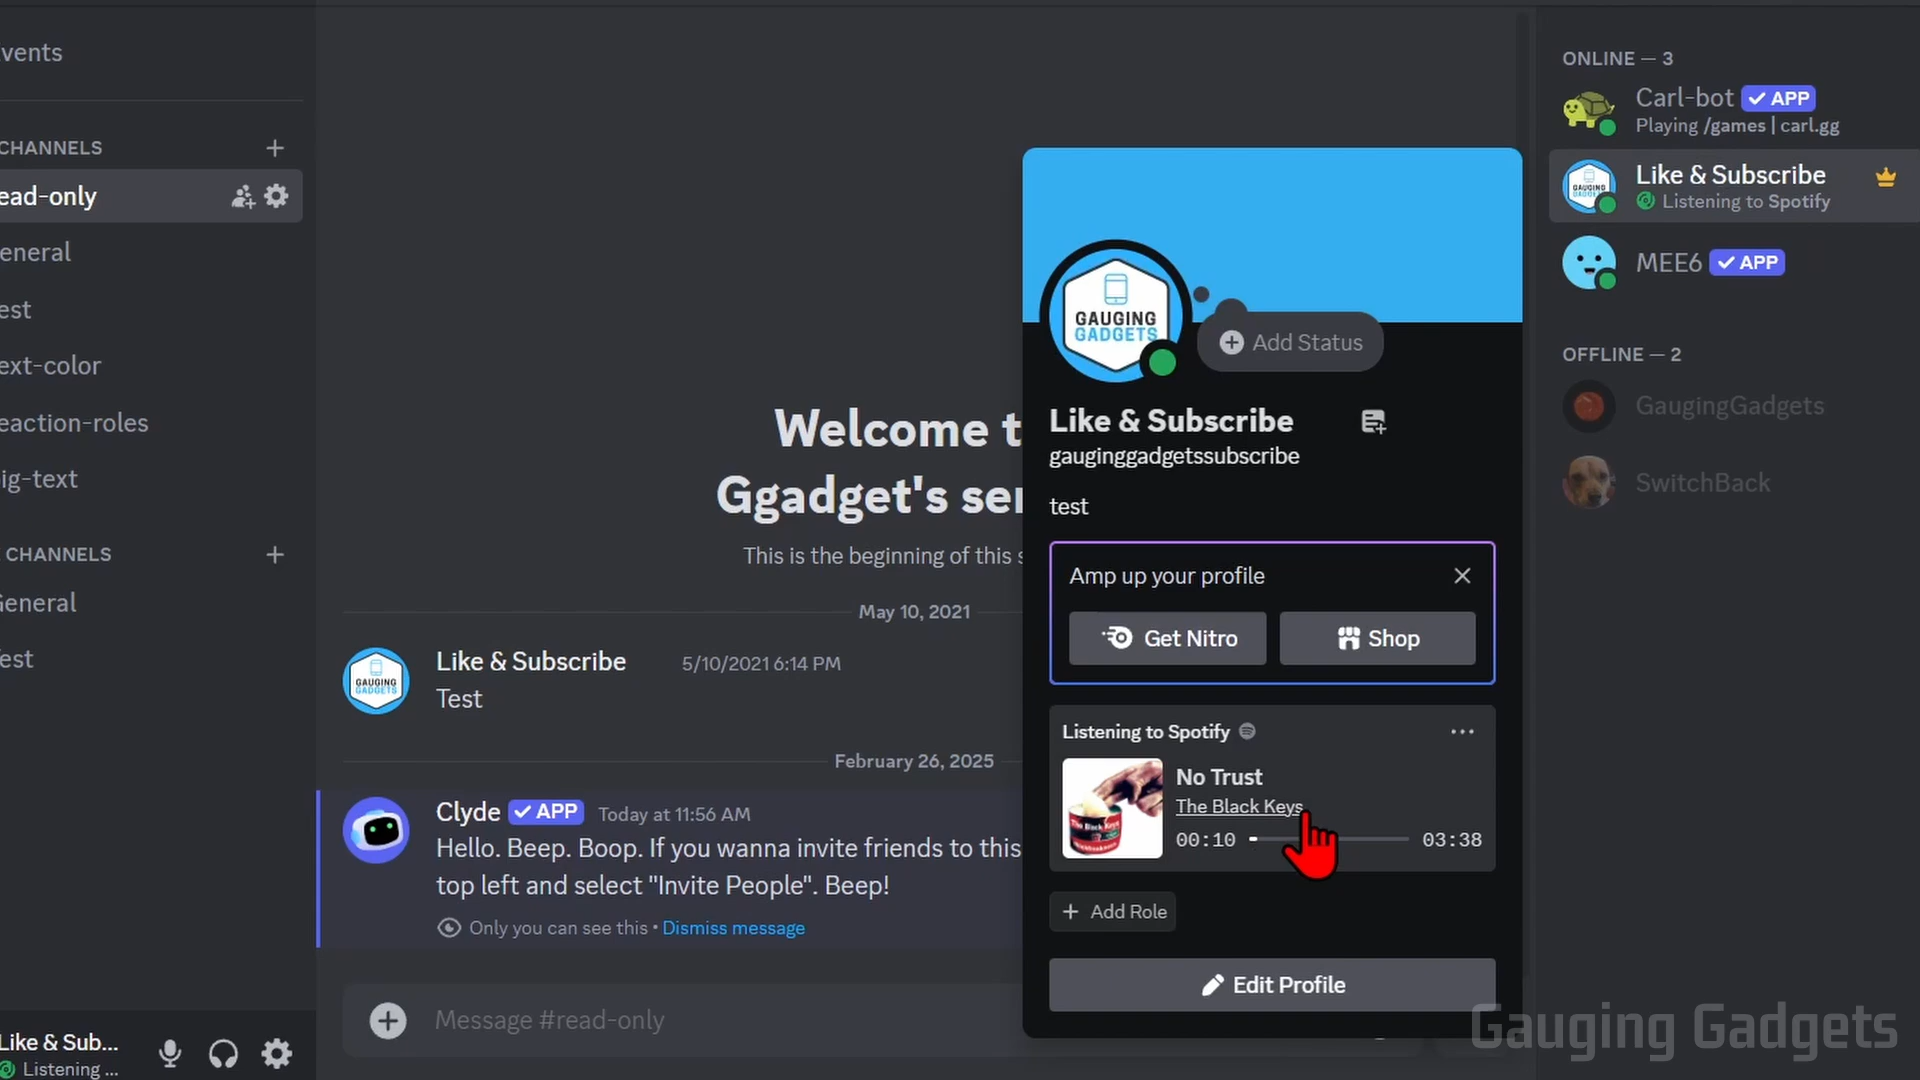 vents
CHANNELS
ead-only
eneral
est
ext-color
eaction-roles
ig-text
CHANNELS
General
Test
Like & Sub...
Listening ...
Welcome t
Ggadget's ser
This is the beginning of this s
May 10, 2021
Like & Subscribe 5/10/2021 6:14 PM
Test
February 26, 2025
Clyde APP Today at 11:56 AM
Hello. Beep. Boop. If you wanna invite friends to this
top left and select "Invite People". Beep!
Only you can see this • Dismiss message
Message #read-only
GAUGING
GADGETS
Add Status
Like & Subscribe
gauginggadgetssubscribe
test
Amp up your profile
Get Nitro
Shop
Listening to Spotify
No Trust
The Black Keys
00:10 03:38
Add Role
Edit Profile
ONLINE — 3
Carl-bot APP
Playing /games | carl.gg
Like & Subscribe
Listening to Spotify
MEE6 APP
OFFLINE — 2
GaugingGadgets
SwitchBack
Gauging Gadgets